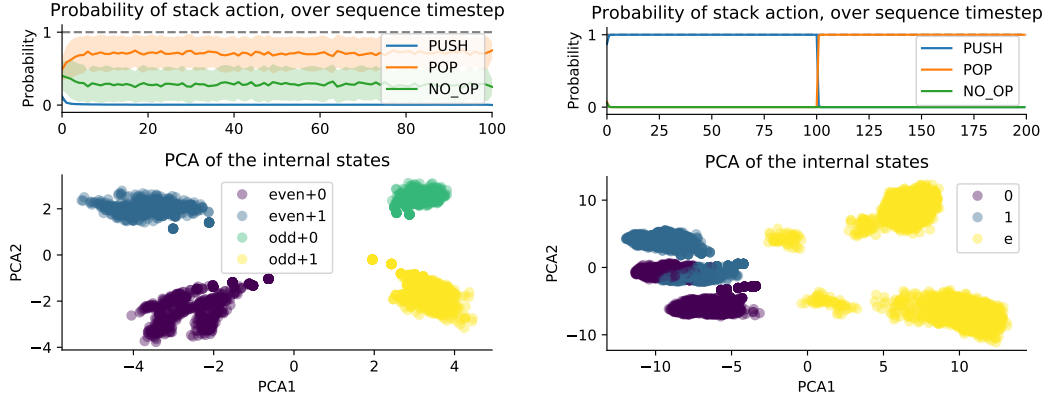 Probability of stack action, over sequence timestep
Probability
1
0
PUSH
POP
NO_OP
0 20 40 60 80 100
PCA of the internal states
PCA2
2
0
−2
−4
even+0
even+1
odd+0
odd+1
−4 −2 0 2 4
PCA1
Probability of stack action, over sequence timestep
Probability
1
0
PUSH
POP
NO_OP
0 25 50 75 100 125 150 175 200
PCA of the internal states
PCA2
10
5
0
−5
−10
0
1
e
−10 −5 0 5 10
PCA1